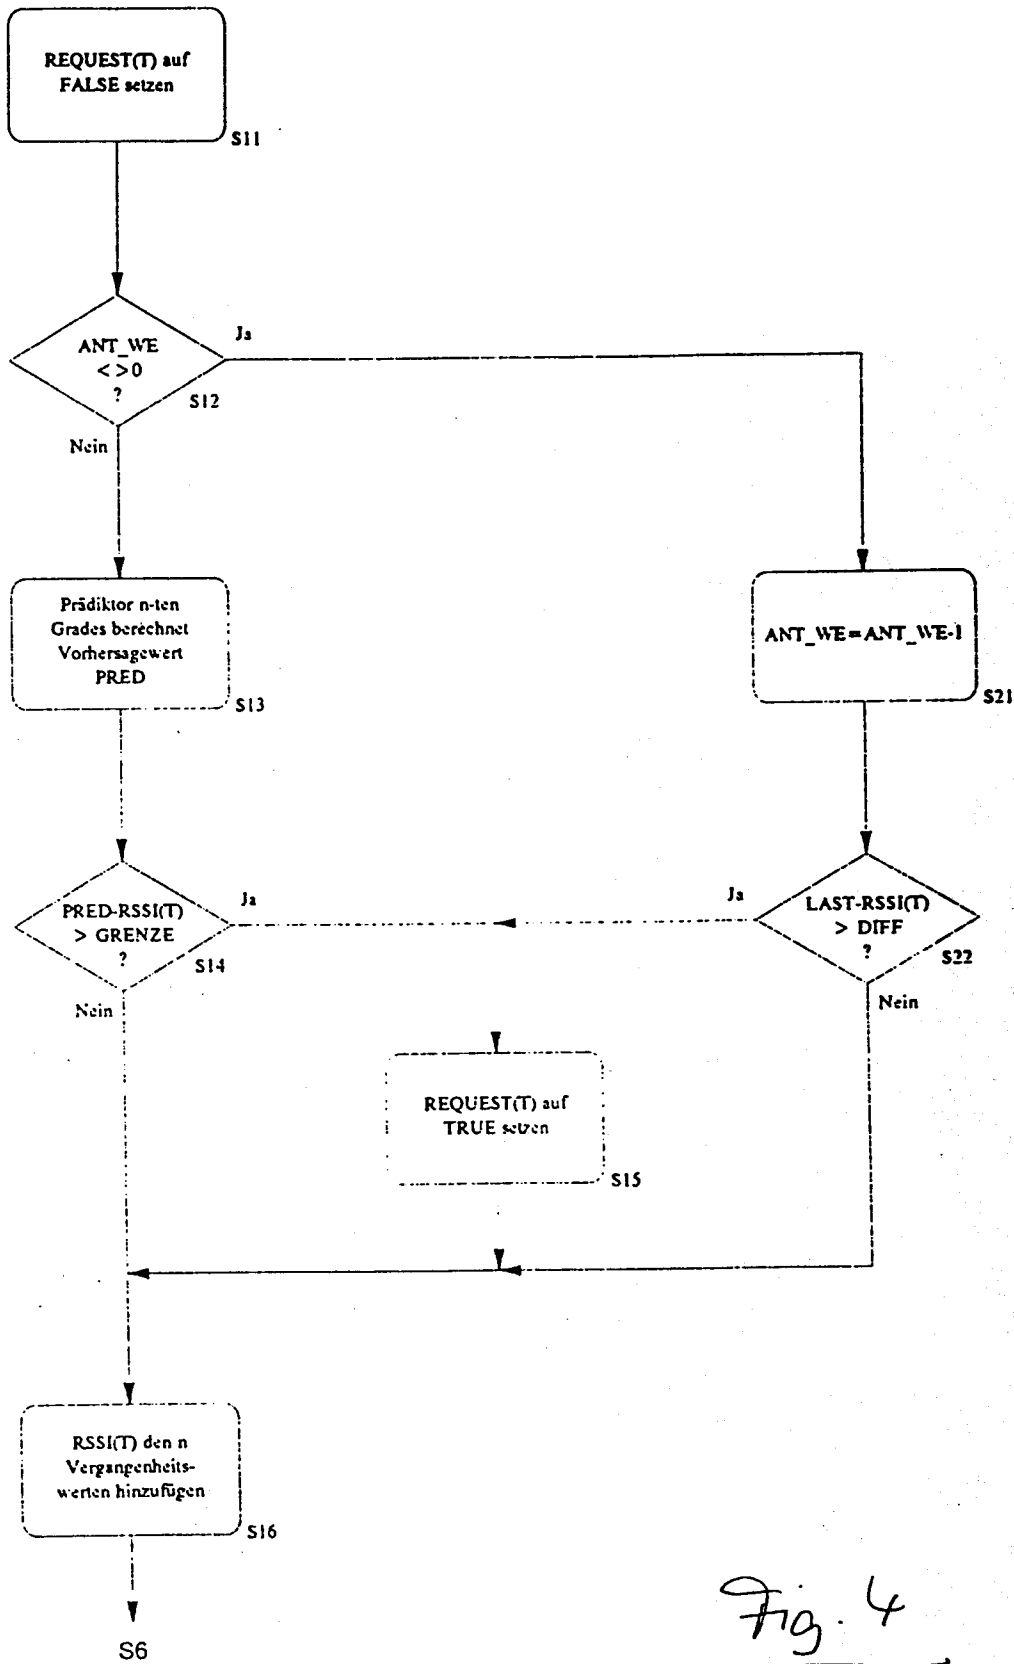 REQUEST(T) auf
FALSE setzen
S11
ANT_WE
<>0
?
S12
Ja
Nein
Prädiktor n-ten
Grades berechnet
Vorhersagewert
PRED
S13
ANT_WE=ANT_WE-1
S21
PRED-RSSI(T)
> GRENZE
?
S14
Ja
Nein
LAST-RSSI(T)
> DIFF
?
S22
Ja
Nein
REQUEST(T) auf
TRUE setzen
S15
RSSI(T) den n
Vergangenheits-
werten hinzufügen
S16
S6
Fig. 4